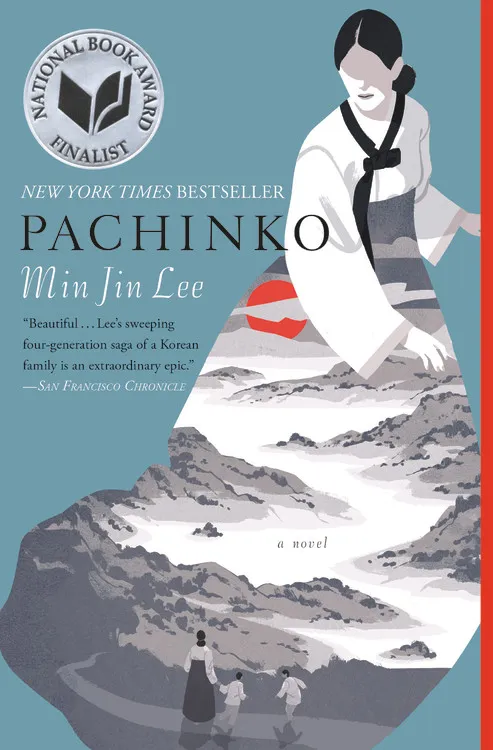 NATIONAL BOOK AWARD
FINALIST
NEW YORK TIMES BESTSELLER
PACHINKO
Min Jin Lee
“Beautiful . . . Lee’s sweeping
four-generation saga of a Korean
family is an extraordinary epic.”
—SAN FRANCISCO CHRONICLE
a novel